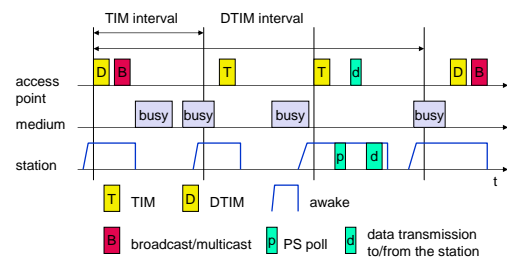 TIM interval DTIM interval
D B T T d D B
access
point
busy busy busy busy
medium
p d
station
t
T TIM D DTIM awake
B broadcast/multicast p PS poll d data transmission
to/from the station